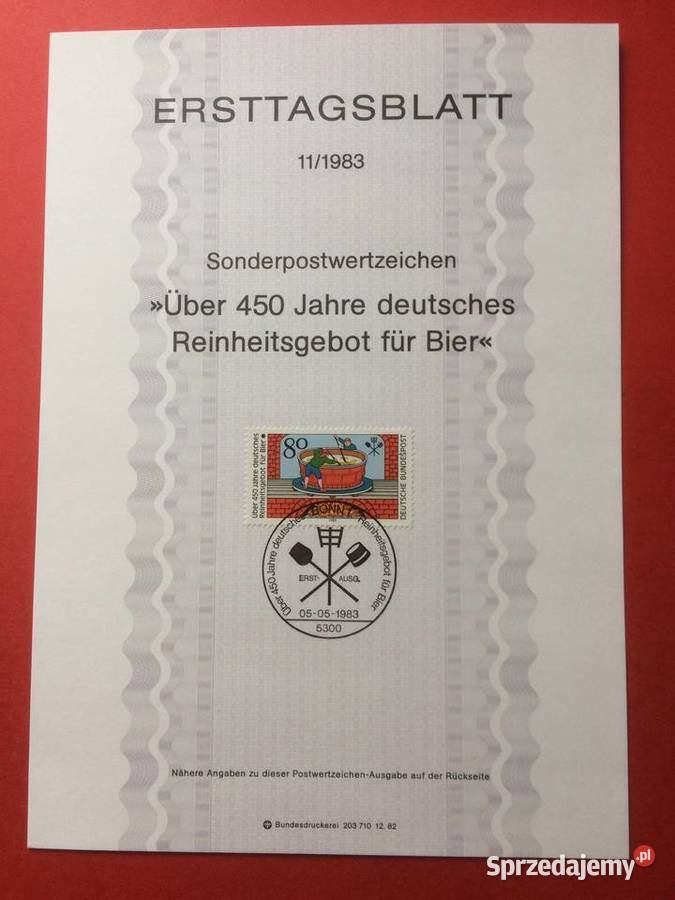 ERSTTAGSBLATT
11/1983
Sonderpostwertzeichen
»Über 450 Jahre deutsches
Reinheitsgebot für Bier«
80
Über 450 Jahre deutsches
Reinheitsgebot für Bier
DEUTSCHE BUNDESPOST
BONN 1
Über 450 Jahre deutsches Reinheitsgebot für Bier
ERST- AUSG.
05-05-1983
5300
Nähere Angaben zu dieser Postwertzeichen-Ausgabe auf der Rückseite
Bundesdruckerei 203 710 12. 82
Sprzedajemy.pl